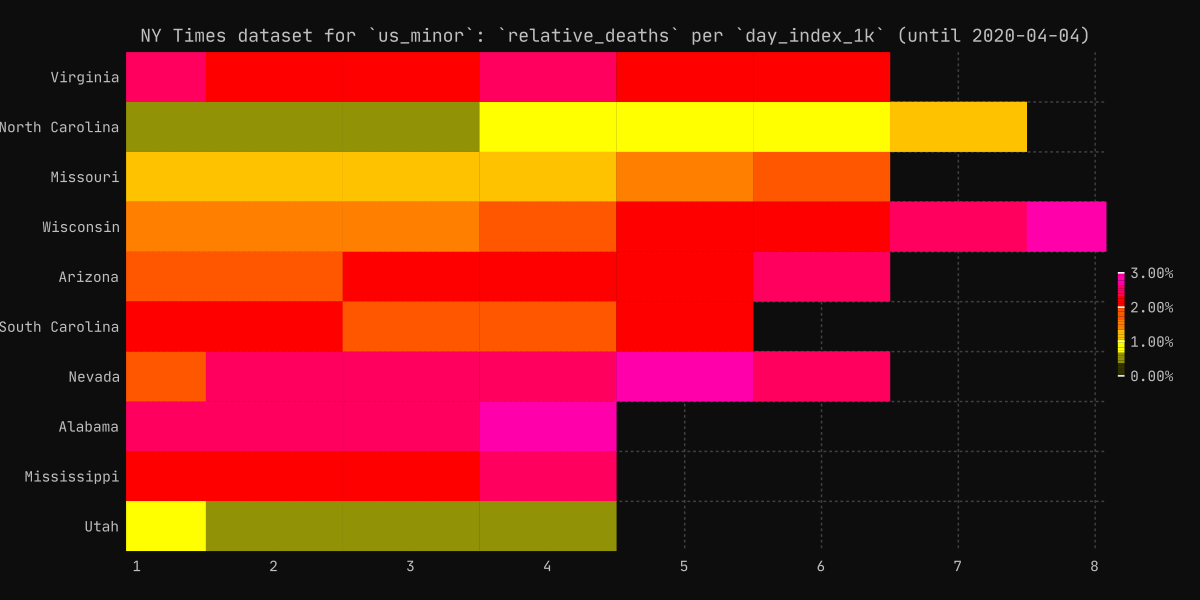 NY Times dataset for `us_minor`: `relative_deaths` per `day_index_1k` (until 2020-04-04)
Virginia
North Carolina
Missouri
Wisconsin
Arizona
South Carolina
Nevada
Alabama
Mississippi
Utah
3.00%
2.00%
1.00%
0.00%
1 2 3 4 5 6 7 8